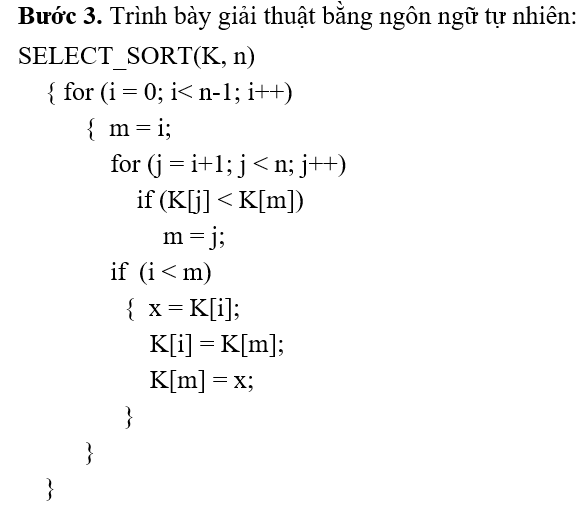 Bước 3. Trình bày giải thuật bằng ngôn ngữ tự nhiên:
SELECT_SORT(K, n)
{ for (i = 0; i< n-1; i++)
{ m = i;
for (j = i+1; j < n; j++)
if (K[j] < K[m])
m = j;
if (i < m)
{ x = K[i];
K[i] = K[m];
K[m] = x;
}
}
}